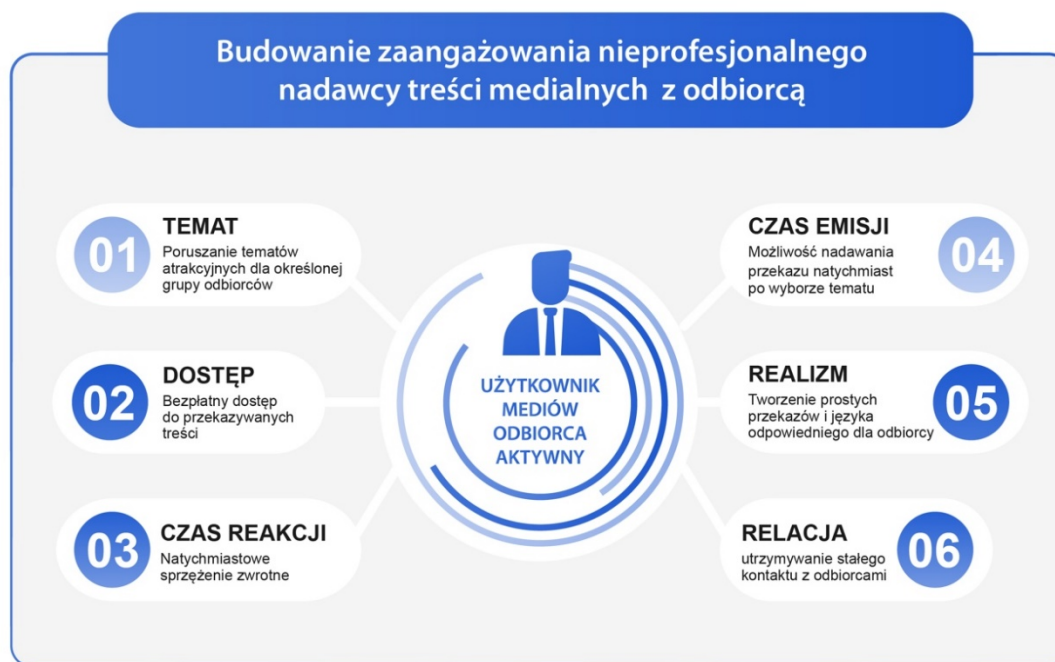 Budowanie zaangażowania nieprofesjonalnego
nadawcy treści medialnych z odbiorcą
01
TEMAT
Poruszanie tematów
atrakcyjnych dla określonej
grupy odbiorców
02
DOSTĘP
Bezpłatny dostęp
do przekazywanych
treści
03
CZAS REAKCJI
Natychmiastowe
sprzężenie zwrotne
UŻYTKOWNIK
MEDIÓW
ODBIORCA
AKTYWNY
CZAS EMISJI
Możliwość nadawania
przekazu natychmiast
po wyborze tematu
04
REALIZM
Tworzenie prostych
przekazów i języka
odpowiedniego dla odbiorcy
05
RELACJA
utrzymywanie stałego
kontaktu z odbiorcami
06